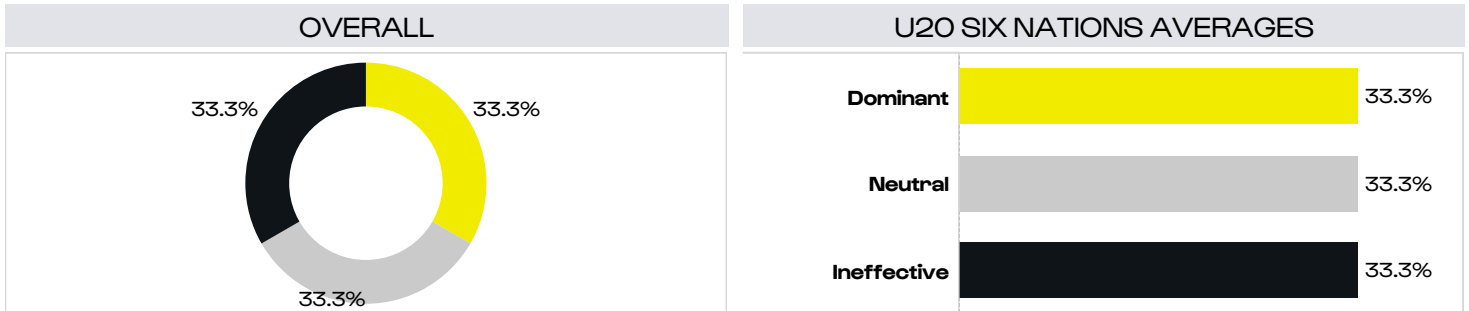 OVERALL
33.3%
33.3%
33.3%
U20 SIX NATIONS AVERAGES
Dominant
33.3%
Neutral
33.3%
Ineffective
33.3%